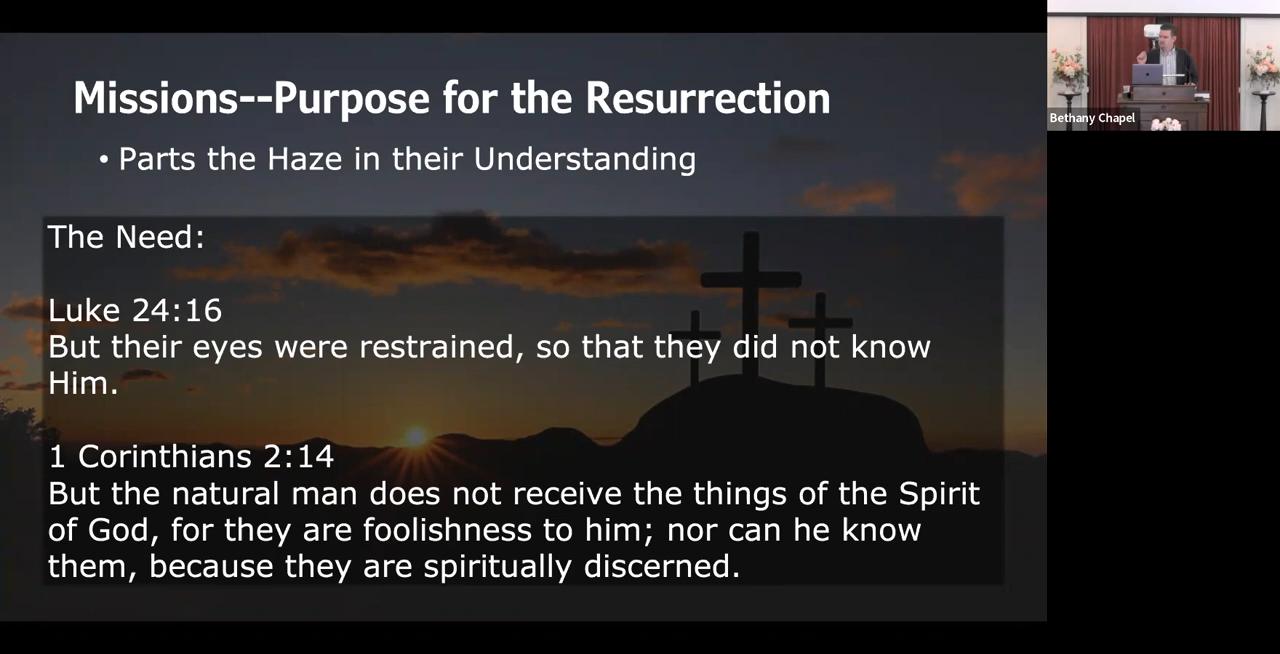 Missions--Purpose for the Resurrection
• Parts the Haze in their Understanding
The Need:
Luke 24:16
But their eyes were restrained, so that they did not know
Him.
1 Corinthians 2:14
But the natural man does not receive the things of the Spirit
of God, for they are foolishness to him; nor can he know
them, because they are spiritually discerned.
Bethany Chapel